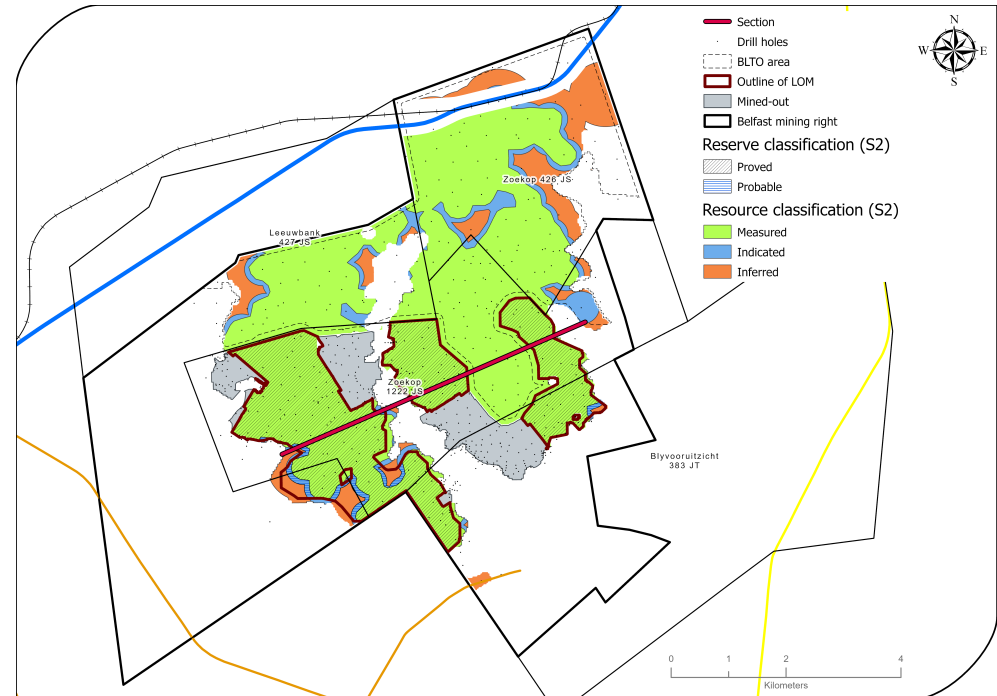 Section
Drill holes
BLTO area
Outline of LOM
Mined-out
Belfast mining right
Reserve classification (S2)
Proved
Probable
Resource classification (S2)
Measured
Indicated
Inferred
N
W
E
S
Zoekop 426 JS
Leeuwbank
427 JS
Zoekop
1222 JS
Blyvooruitzicht
383 JT
0
1
2
4
Kilometers